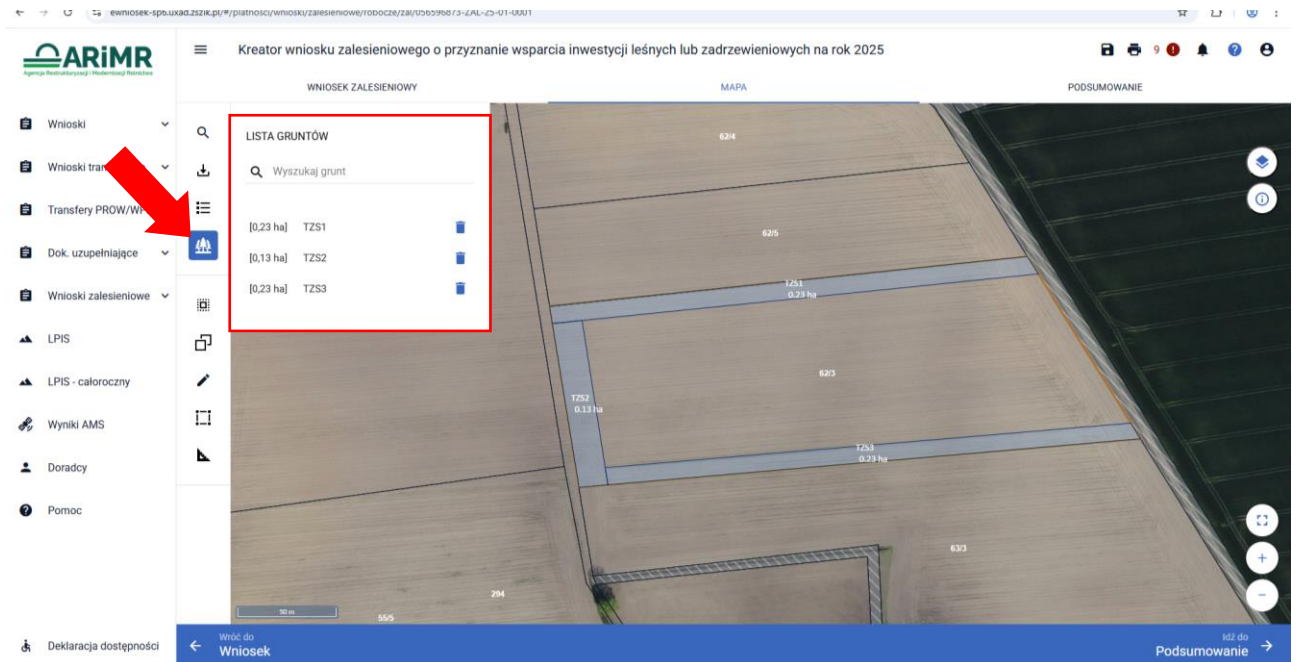 ewniosek-sp6.uxad.zszik.pl/#/platnosci/wnioski/zalesieniowe/robocze/zal/056596873-ZAL-25-01-0001
ARiMR
Agencja Restrukturyzacji i Modernizacji Rolnictwa
Kreator wniosku zalesieniowego o przyznanie wsparcia inwestycji leśnych lub zadrzewieniowych na rok 2025
9
WNIOSEK ZALESIENIOWY
MAPA
PODSUMOWANIE
Wnioski
Wnioski tran
Transfery PROW/W
Dok. uzupełniające
Wnioski zalesieniowe
LPIS
LPIS - całoroczny
Wyniki AMS
Doradcy
Pomoc
Deklaracja dostępności
LISTA GRUNTÓW
Wyszukaj grunt
[0,23 ha] TZS1
[0,13 ha] TZS2
[0,23 ha] TZS3
62/4
62/5
TZS1
0.23 ha
62/3
TZS2
0.13 ha
TZS3
0.23 ha
63/3
294
50 m
55/5
Wróć do
Wniosek
Idź do
Podsumowanie